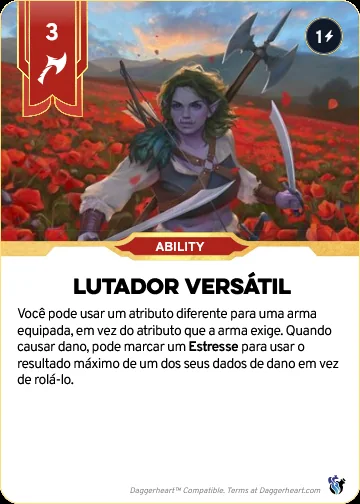 3
1
ABILITY
LUTADOR VERSÁTIL
Você pode usar um atributo diferente para uma arma
equipada, em vez do atributo que a arma exige. Quando
causar dano, pode marcar um Estresse para usar o
resultado máximo de um dos seus dados de dano em vez
de rolá-lo.
Daggerheart™ Compatible. Terms at Daggerheart.com